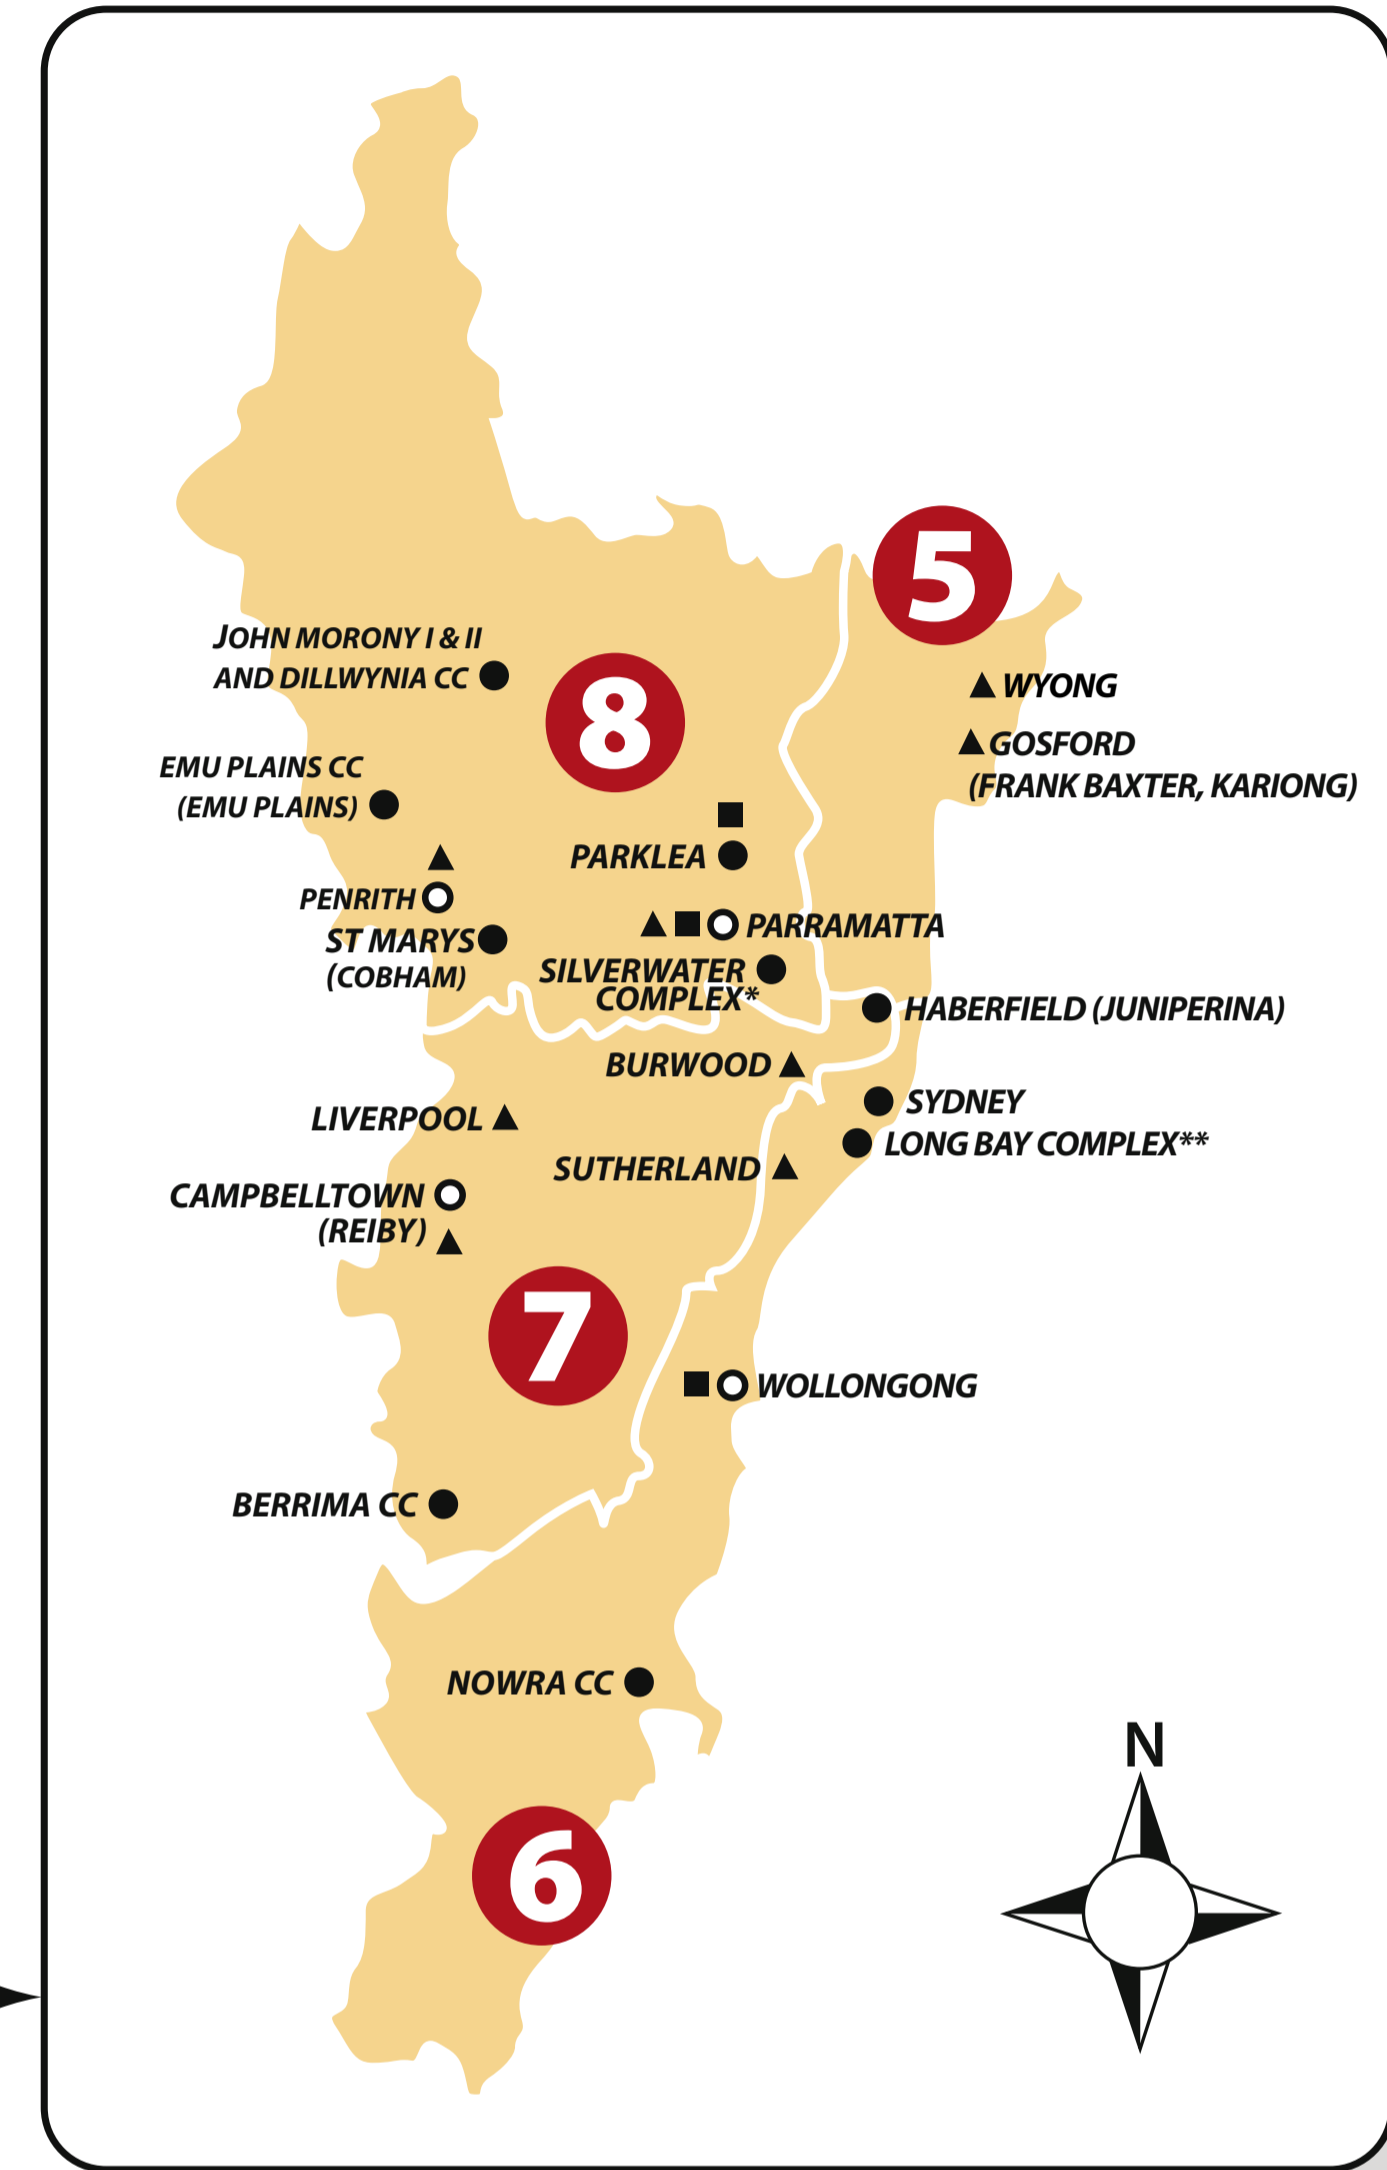 5
JOHN MORONY I & II
AND DILLWYNIA CC
8
WYONG
GOSFORD
(FRANK BAXTER, KARIONG)
EMU PLAINS CC
(EMU PLAINS)
PARKLEA
PENRITH
PARRAMATTA
ST MARYS
(COBHAM)
SILVERWATER
COMPLEX*
HABERFIELD (JUNIPERINA)
BURWOOD
SYDNEY
LIVERPOOL
LONG BAY COMPLEX**
SUTHERLAND
CAMPBELLTOWN
(REIBY)
7
WOLLONGONG
BERRIMA CC
NOWRA CC
N
6